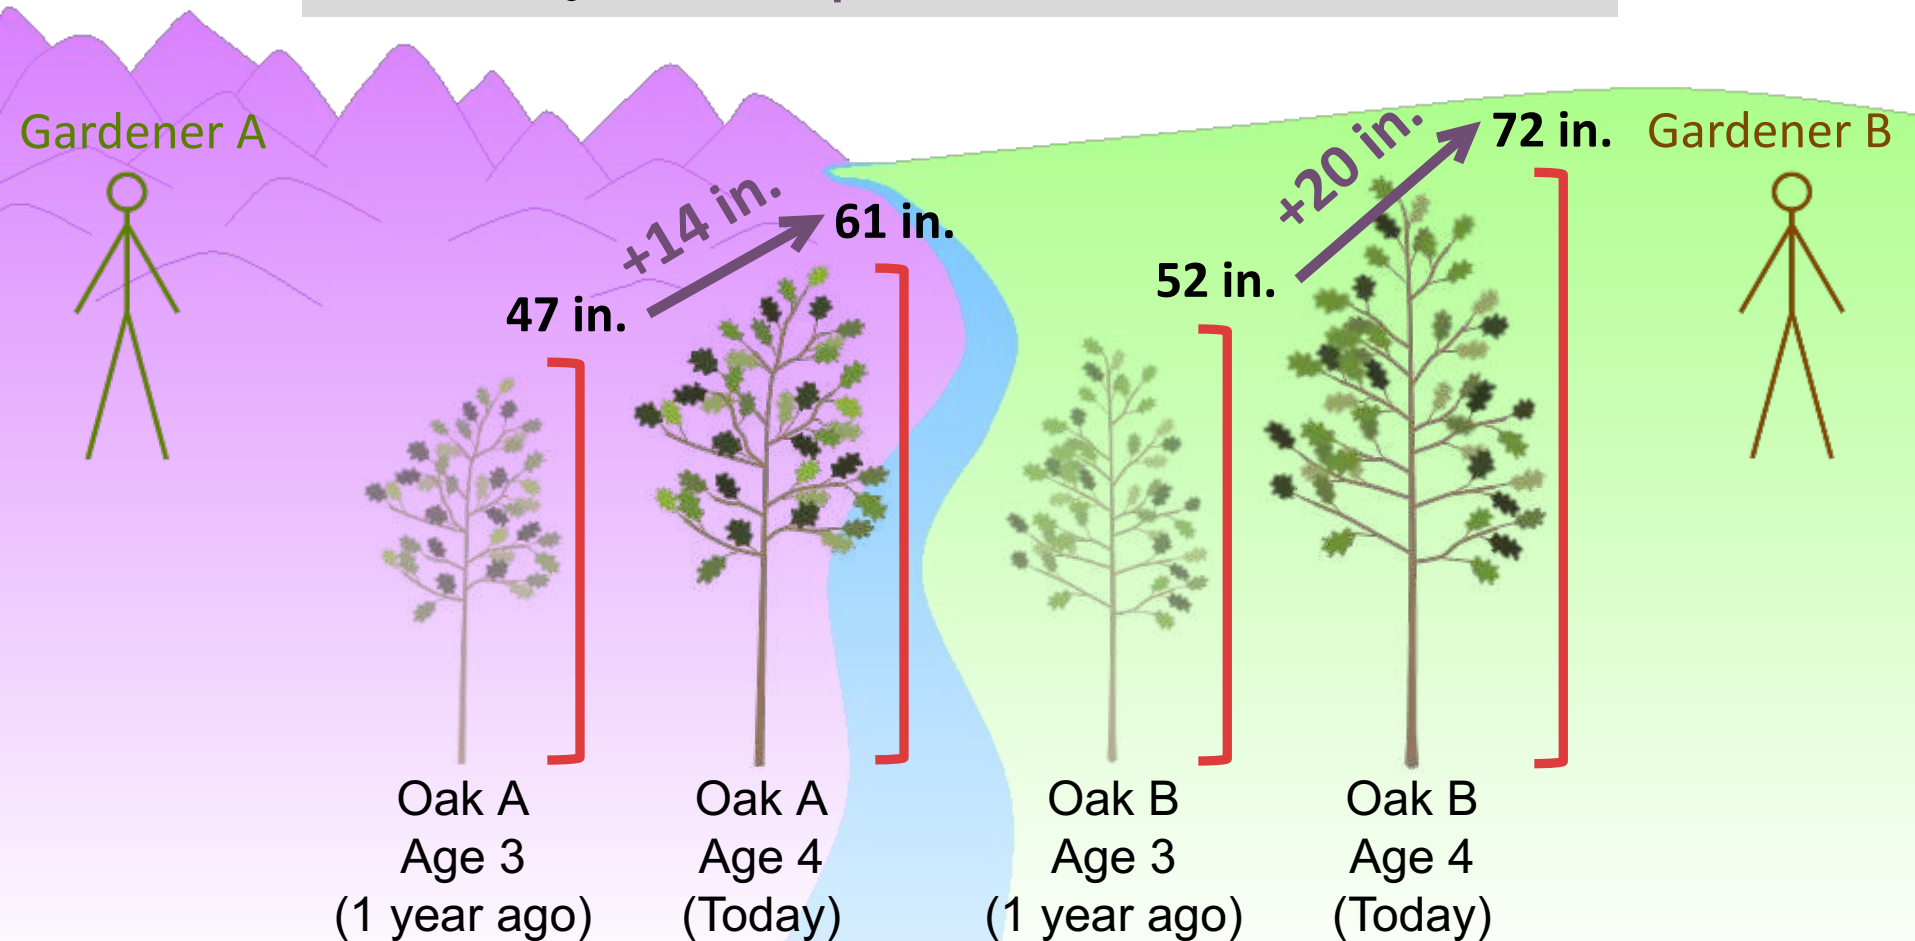 Gardener A
47 in.
+14 in.
61 in.
52 in.
+20 in.
72 in.
Gardener B
Oak A
Age 3
(1 year ago)
Oak A
Age 4
(Today)
Oak B
Age 3
(1 year ago)
Oak B
Age 4
(Today)